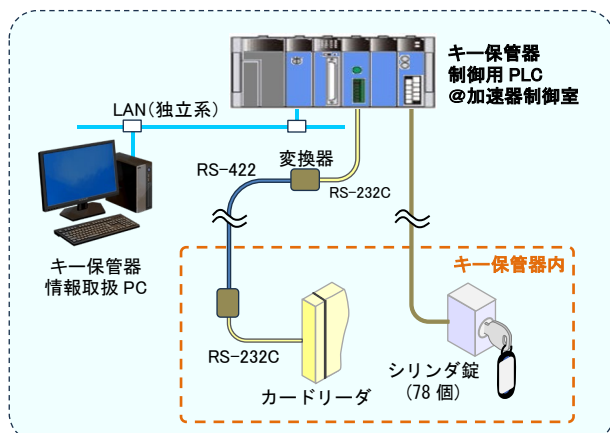 キー保管器
制御用 PLC
@加速器制御室
LAN(独立系)
変換器
RS-422
RS-232C
キー保管器
情報取扱 PC
キー保管器内
RS-232C
カードリーダ
シリンダ錠
(78 個)